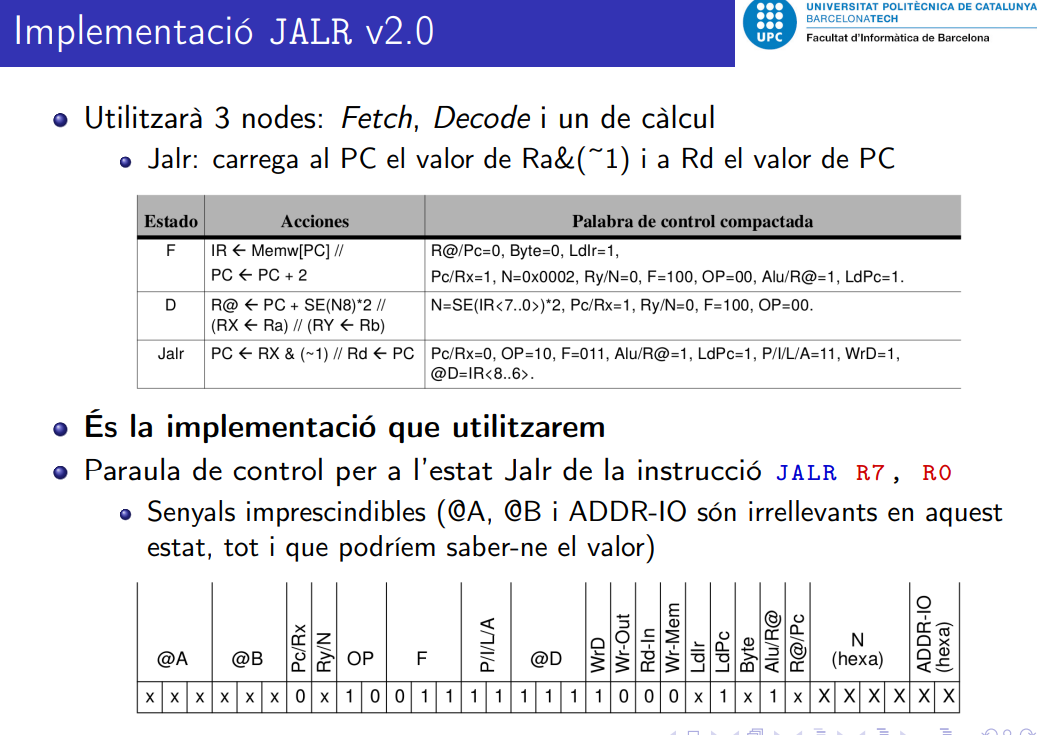 Implementació JALR v2.0
UNIVERSITAT POLITÈCNICA DE CATALUNYA
BARCELONATECH
Facultat d'Informàtica de Barcelona
UPC
Utilitzarà 3 nodes: Fetch, Decode i un de càlcul
Jalr: carrega al PC el valor de Ra&(~1) i a Rd el valor de PC
Estado Acciones Palabra de control compactada
F IR ← Memw[PC] // R@/Pc=0, Byte=0, LdIr=1,
PC ← PC + 2 Pc/Rx=1, N=0x0002, Ry/N=0, F=100, OP=00, Alu/R@=1, LdPc=1.
D R@ ← PC + SE(N8)*2 // N=SE(IR<7..0>)*2, Pc/Rx=1, Ry/N=0, F=100, OP=00.
(RX ← Ra) // (RY ← Rb)
Jalr PC ← RX & (~1) // Rd ← PC Pc/Rx=0, OP=10, F=011, Alu/R@=1, LdPc=1, P/I/L/A=11, WrD=1,
@D=IR<8..6>.
És la implementació que utilitzarem
Paraula de control per a l'estat Jalr de la instrucció JALR R7, R0
Senyals imprescindibles (@A, @B i ADDR-IO són irrellevants en aquest
estat, tot i que podríem saber-ne el valor)
@A @B Pc/Rx Ry/N OP F P/I/L/A @D WrD Wr-Out Rd-In Wr-Mem LdIr LdPc Byte Alu/R@ R@/Pc N (hexa) ADDR-IO (hexa)
x x x x x x 0 x 1 0 0 1 1 1 1 1 1 1 1 0 0 0 x 1 x 1 x X X X X X X